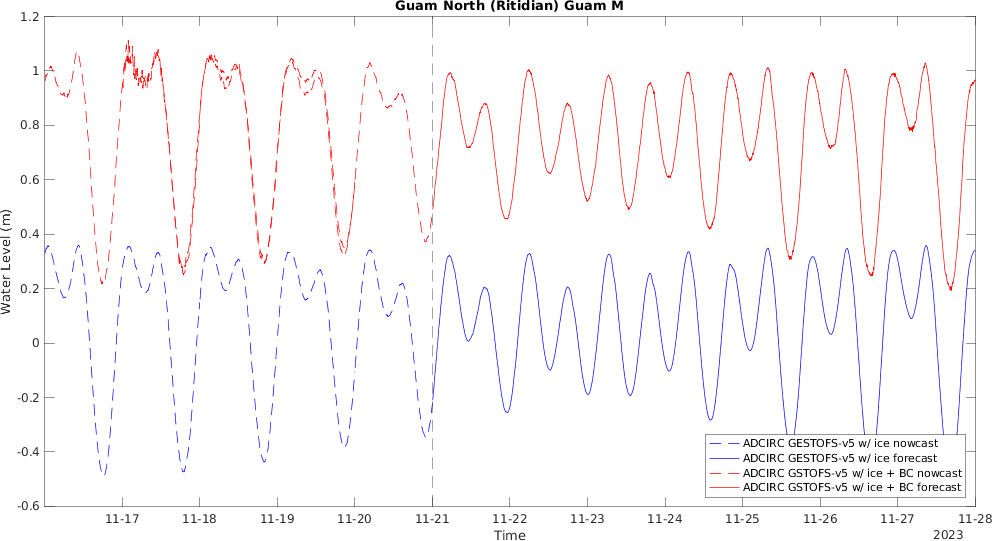 Guam North (Ritidian) Guam M
1.2
1
0.8
0.6
0.4
0.2
0
-0.2
-0.4
-0.6
Water Level (m)
ADCIRC GESTOFS-v5 w/ ice nowcast
ADCIRC GESTOFS-v5 w/ ice forecast
ADCIRC GSTOFS-v5 w/ ice + BC nowcast
ADCIRC GSTOFS-v5 w/ ice + BC forecast
11-17 11-18 11-19 11-20 11-21 11-22 11-23 11-24 11-25 11-26 11-27 11-28
Time
2023